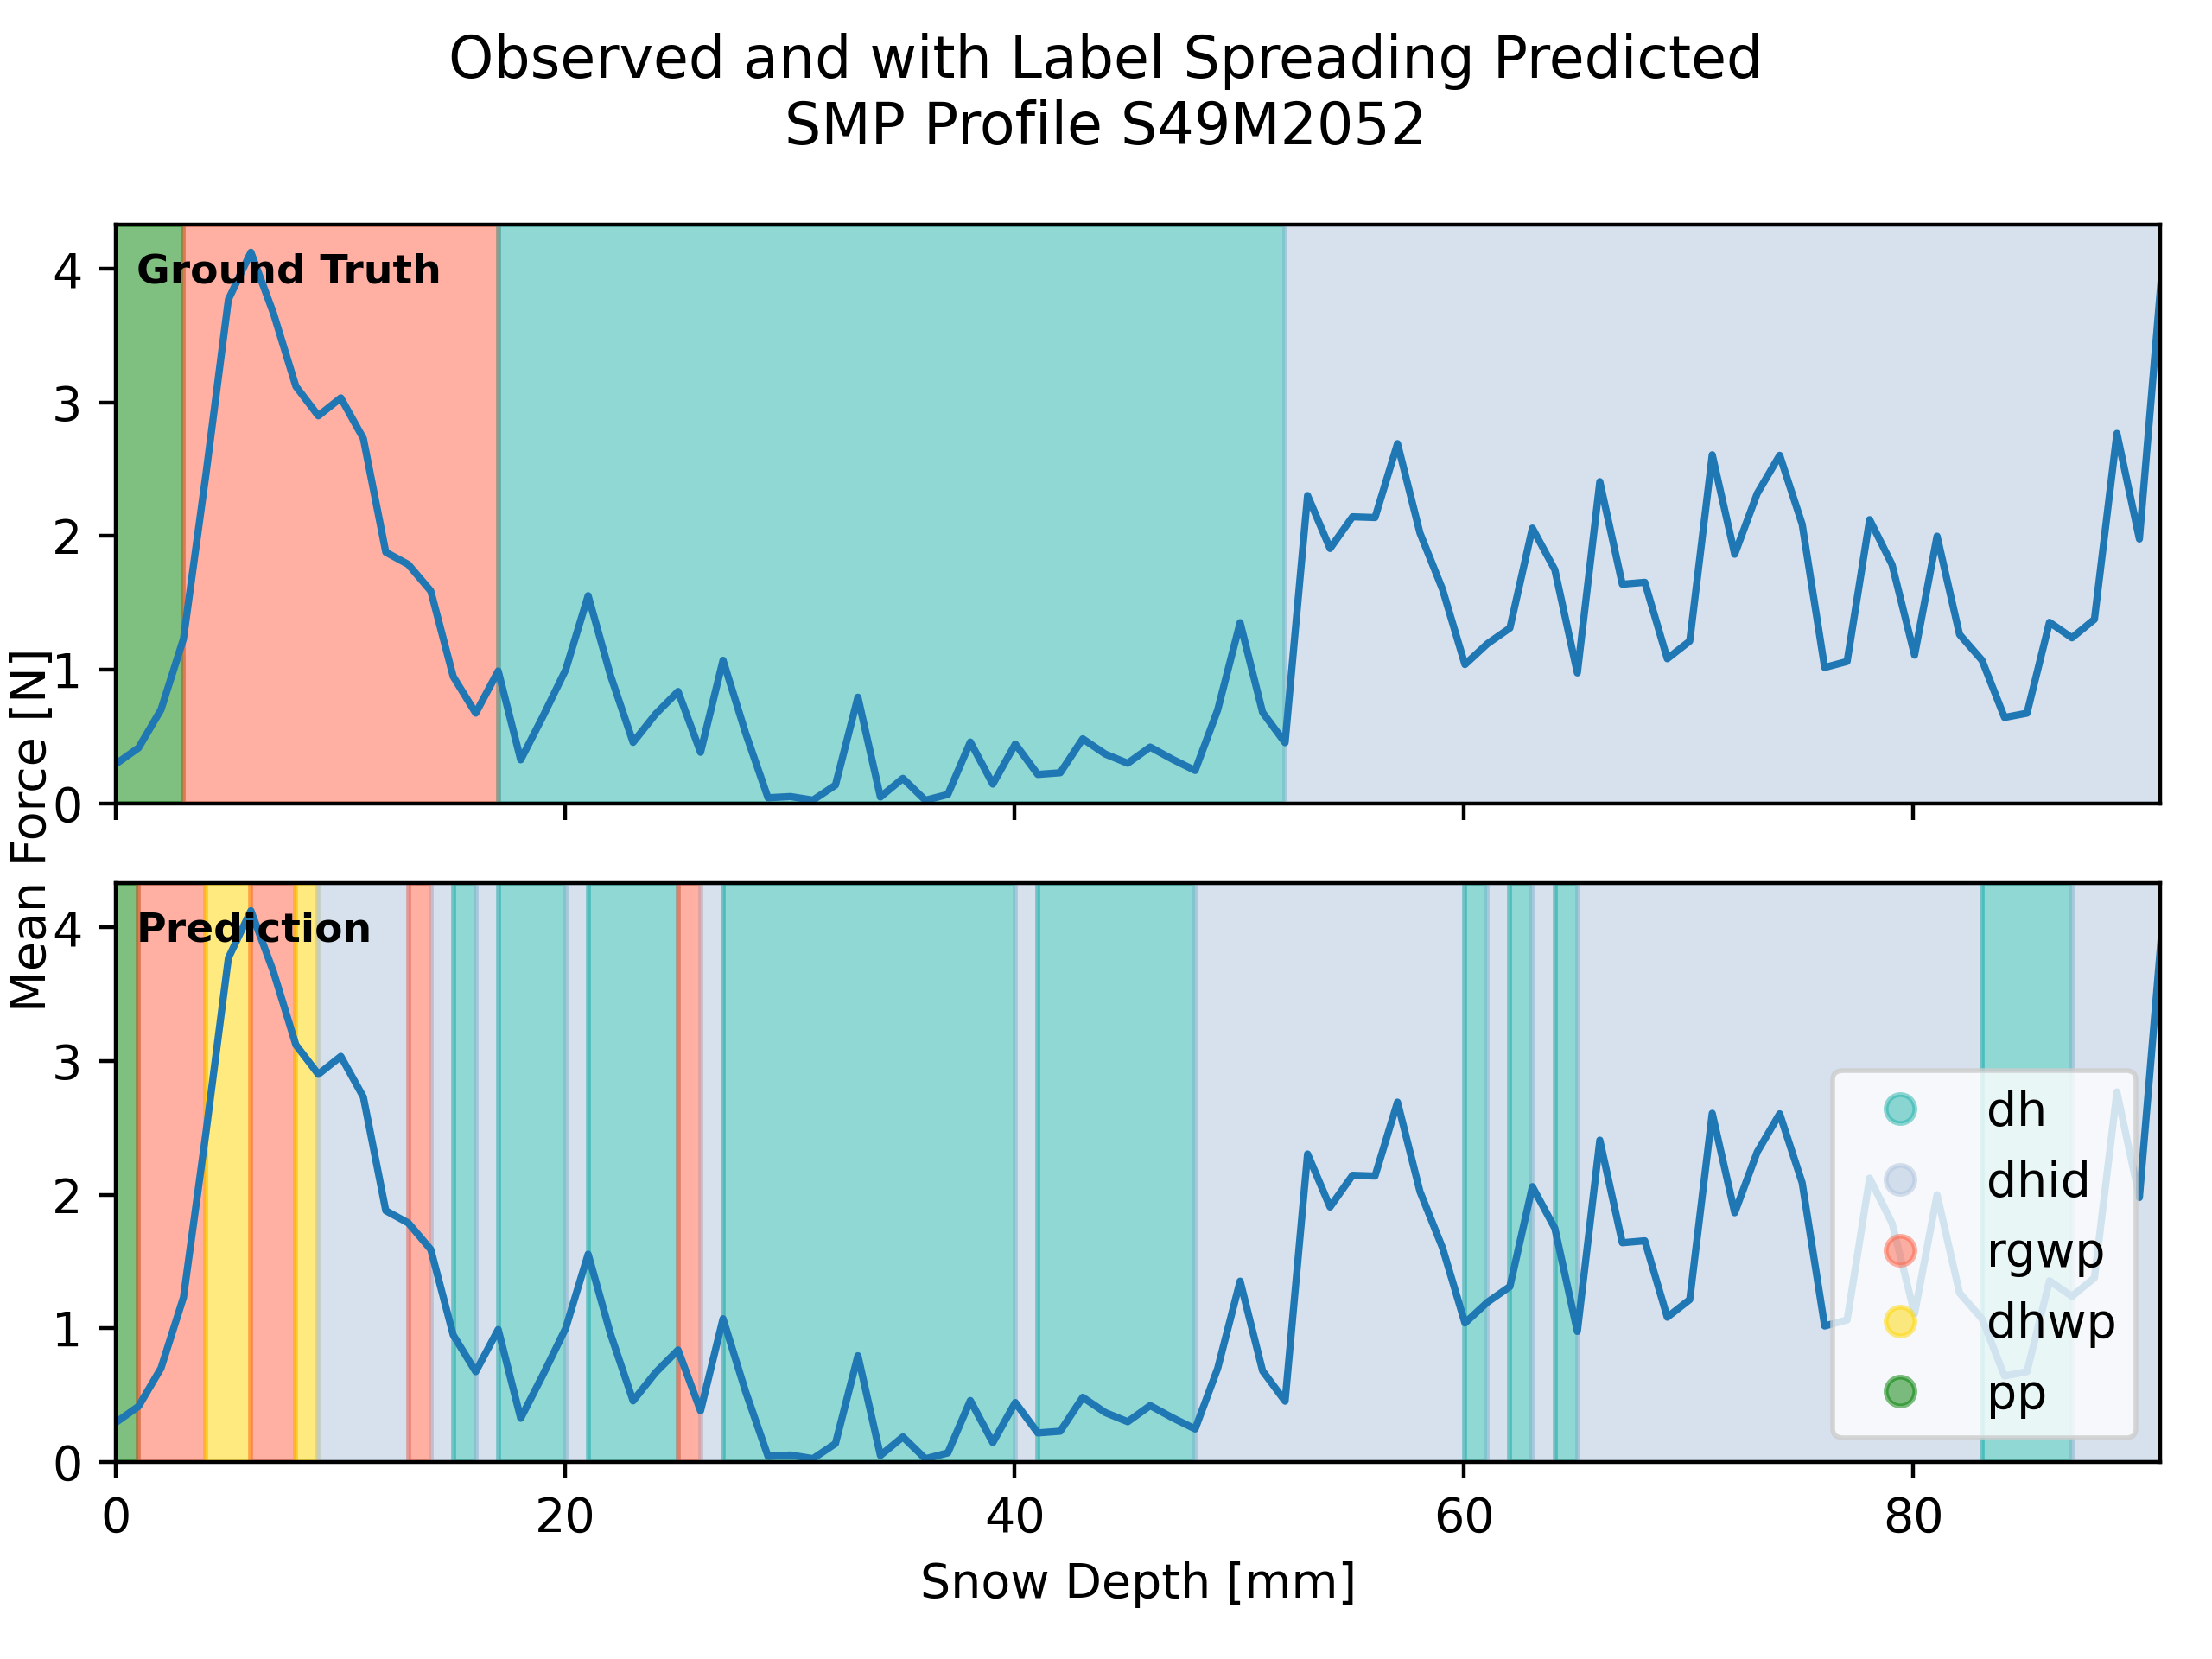 Observed and with Label Spreading Predicted
SMP Profile S49M2052
Mean Force [N]
Ground Truth
4
3
2
1
0
Prediction
4
3
2
1
0
dh
dhid
rgwp
dhwp
pp
0 20 40 60 80
Snow Depth [mm]